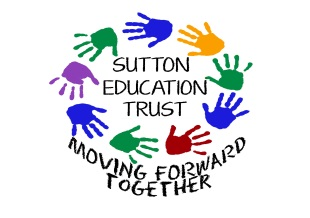 SUTTON
EDUCATION
TRUST
MOVING FORWARD
TOGETHER